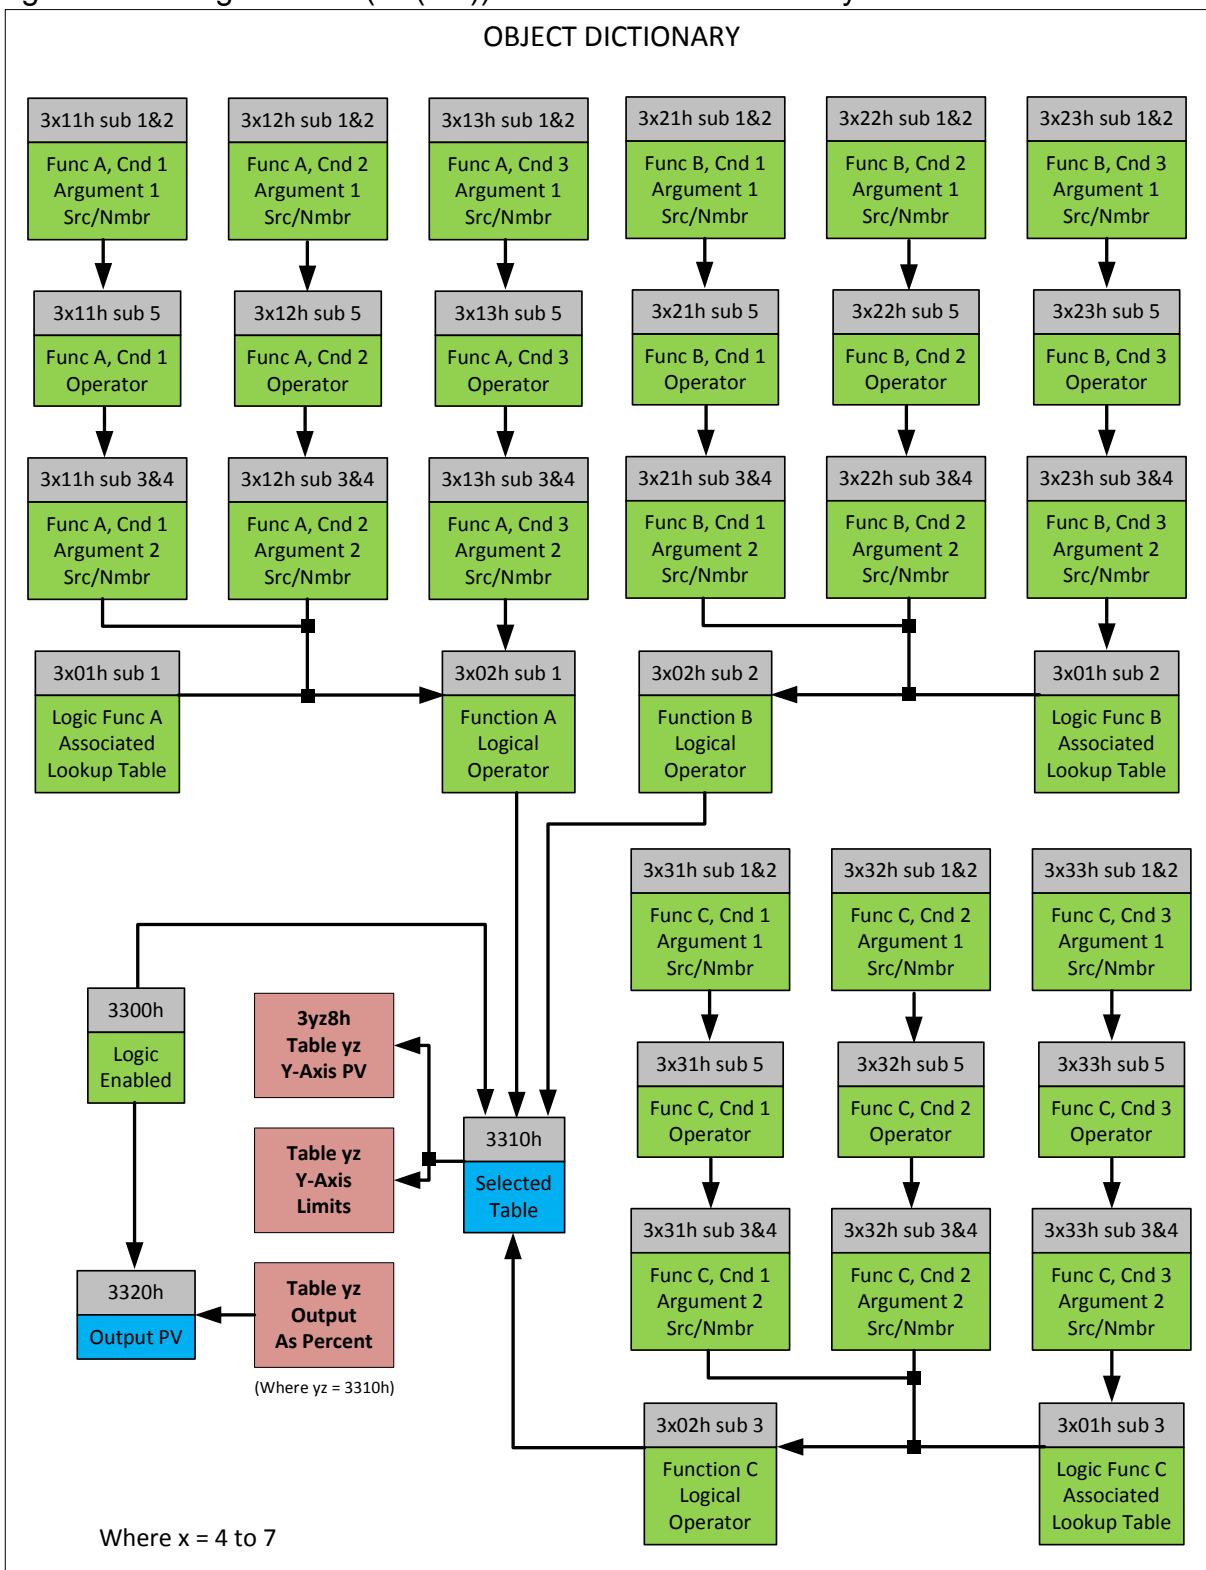 OBJECT DICTIONARY
3x11h sub 1&2
Func A, Cnd 1
Argument 1
Src/Nmbr
3x12h sub 1&2
Func A, Cnd 2
Argument 1
Src/Nmbr
3x13h sub 1&2
Func A, Cnd 3
Argument 1
Src/Nmbr
3x21h sub 1&2
Func B, Cnd 1
Argument 1
Src/Nmbr
3x22h sub 1&2
Func B, Cnd 2
Argument 1
Src/Nmbr
3x23h sub 1&2
Func B, Cnd 3
Argument 1
Src/Nmbr
3x11h sub 5
Func A, Cnd 1
Operator
3x12h sub 5
Func A, Cnd 2
Operator
3x13h sub 5
Func A, Cnd 3
Operator
3x21h sub 5
Func B, Cnd 1
Operator
3x22h sub 5
Func B, Cnd 2
Operator
3x23h sub 5
Func B, Cnd 3
Operator
3x11h sub 3&4
Func A, Cnd 1
Argument 2
Src/Nmbr
3x12h sub 3&4
Func A, Cnd 2
Argument 2
Src/Nmbr
3x13h sub 3&4
Func A, Cnd 3
Argument 2
Src/Nmbr
3x21h sub 3&4
Func B, Cnd 1
Argument 2
Src/Nmbr
3x22h sub 3&4
Func B, Cnd 2
Argument 2
Src/Nmbr
3x23h sub 3&4
Func B, Cnd 3
Argument 2
Src/Nmbr
3x01h sub 1
Logic Func A
Associated
Lookup Table
3x02h sub 1
Function A
Logical
Operator
3x02h sub 2
Function B
Logical
Operator
3x01h sub 2
Logic Func B
Associated
Lookup Table
3x31h sub 1&2
Func C, Cnd 1
Argument 1
Src/Nmbr
3x32h sub 1&2
Func C, Cnd 2
Argument 1
Src/Nmbr
3x33h sub 1&2
Func C, Cnd 3
Argument 1
Src/Nmbr
3300h
Logic
Enabled
3yz8h
Table yz
Y-Axis PV
3x31h sub 5
Func C, Cnd 1
Operator
3x32h sub 5
Func C, Cnd 2
Operator
3x33h sub 5
Func C, Cnd 3
Operator
3310h
Selected
Table
Table yz
Y-Axis
Limits
3x31h sub 3&4
Func C, Cnd 1
Argument 2
Src/Nmbr
3x32h sub 3&4
Func C, Cnd 2
Argument 2
Src/Nmbr
3x33h sub 3&4
Func C, Cnd 3
Argument 2
Src/Nmbr
3320h
Output PV
Table yz
Output
As Percent
(Where yz = 3310h)
3x02h sub 3
Function C
Logical
Operator
3x01h sub 3
Logic Func C
Associated
Lookup Table
Where x = 4 to 7